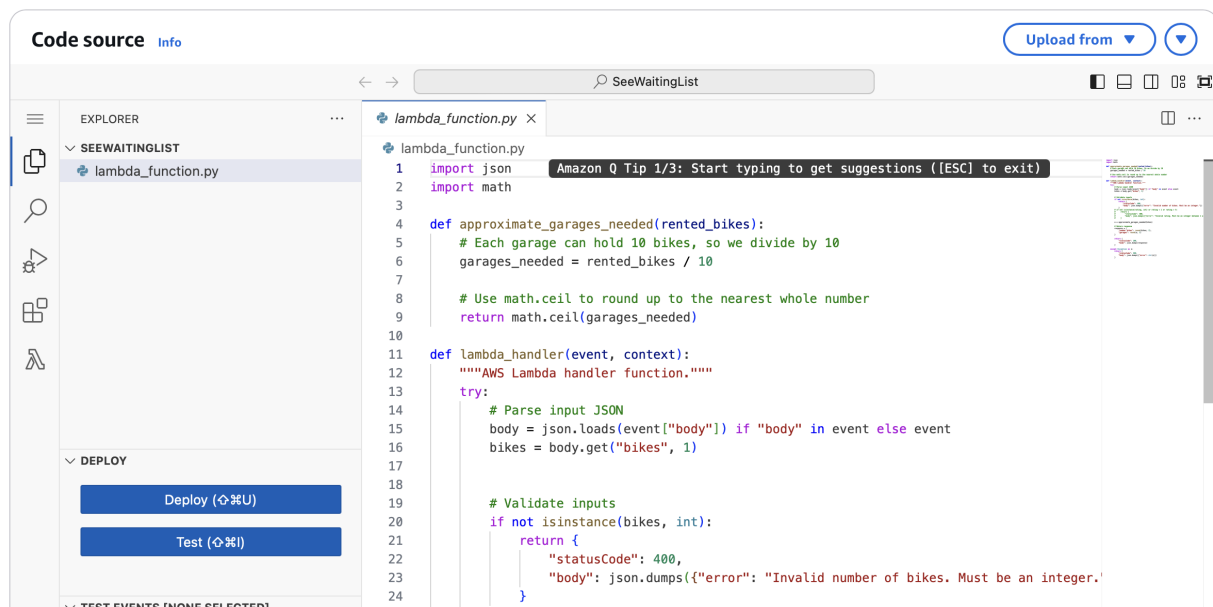 Code source Info
Upload from ▼
SeeWaitingList
EXPLORER
SEEWAITINGLIST
lambda_function.py
DEPLOY
Deploy (⇧⌘U)
Test (⇧⌘I)
TEST EVENTS [NONE SELECTED]
lambda_function.py
lambda_function.py
Amazon Q Tip 1/3: Start typing to get suggestions ([ESC] to exit)
1 import json
2 import math
3
4 def approximate_garages_needed(rented_bikes):
5     # Each garage can hold 10 bikes, so we divide by 10
6     garages_needed = rented_bikes / 10
7
8     # Use math.ceil to round up to the nearest whole number
9     return math.ceil(garages_needed)
10
11 def lambda_handler(event, context):
12     """AWS Lambda handler function."""
13     try:
14         # Parse input JSON
15         body = json.loads(event["body"]) if "body" in event else event
16         bikes = body.get("bikes", 1)
17
18
19         # Validate inputs
20         if not isinstance(bikes, int):
21             return {
22                 "statusCode": 400,
23                 "body": json.dumps({"error": "Invalid number of bikes. Must be an integer.'
24             }